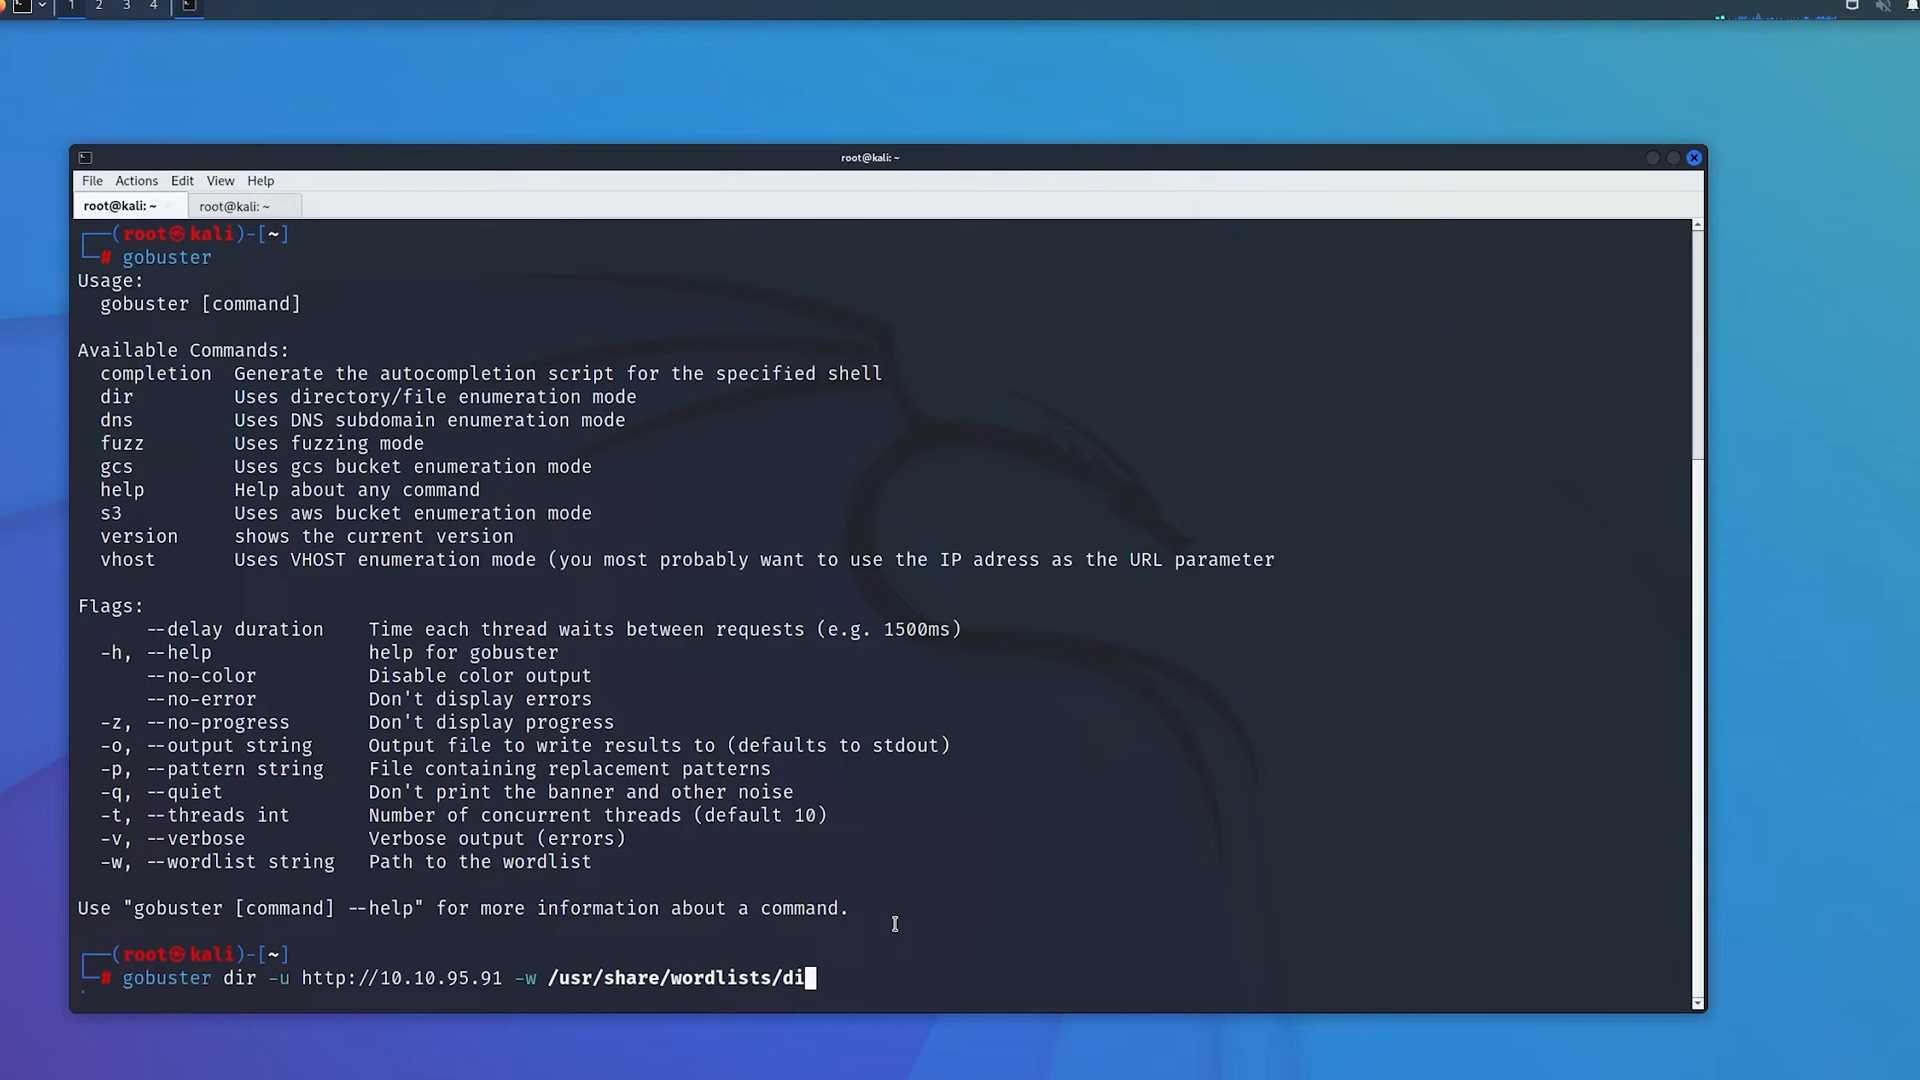 1 2 3 4
root@kali: ~
File Actions Edit View Help
root@kali: ~ root@kali: ~
┌──(root㉿kali)-[~]
└─# gobuster
Usage:
gobuster [command]
Available Commands:
completion Generate the autocompletion script for the specified shell
dir Uses directory/file enumeration mode
dns Uses DNS subdomain enumeration mode
fuzz Uses fuzzing mode
gcs Uses gcs bucket enumeration mode
help Help about any command
s3 Uses aws bucket enumeration mode
version shows the current version
vhost Uses VHOST enumeration mode (you most probably want to use the IP adress as the URL parameter
Flags:
--delay duration Time each thread waits between requests (e.g. 1500ms)
-h, --help help for gobuster
--no-color Disable color output
--no-error Don't display errors
-z, --no-progress Don't display progress
-o, --output string Output file to write results to (defaults to stdout)
-p, --pattern string File containing replacement patterns
-q, --quiet Don't print the banner and other noise
-t, --threads int Number of concurrent threads (default 10)
-v, --verbose Verbose output (errors)
-w, --wordlist string Path to the wordlist
Use "gobuster [command] --help" for more information about a command.
┌──(root㉿kali)-[~]
└─# gobuster dir -u http://10.10.95.91 -w /usr/share/wordlists/di